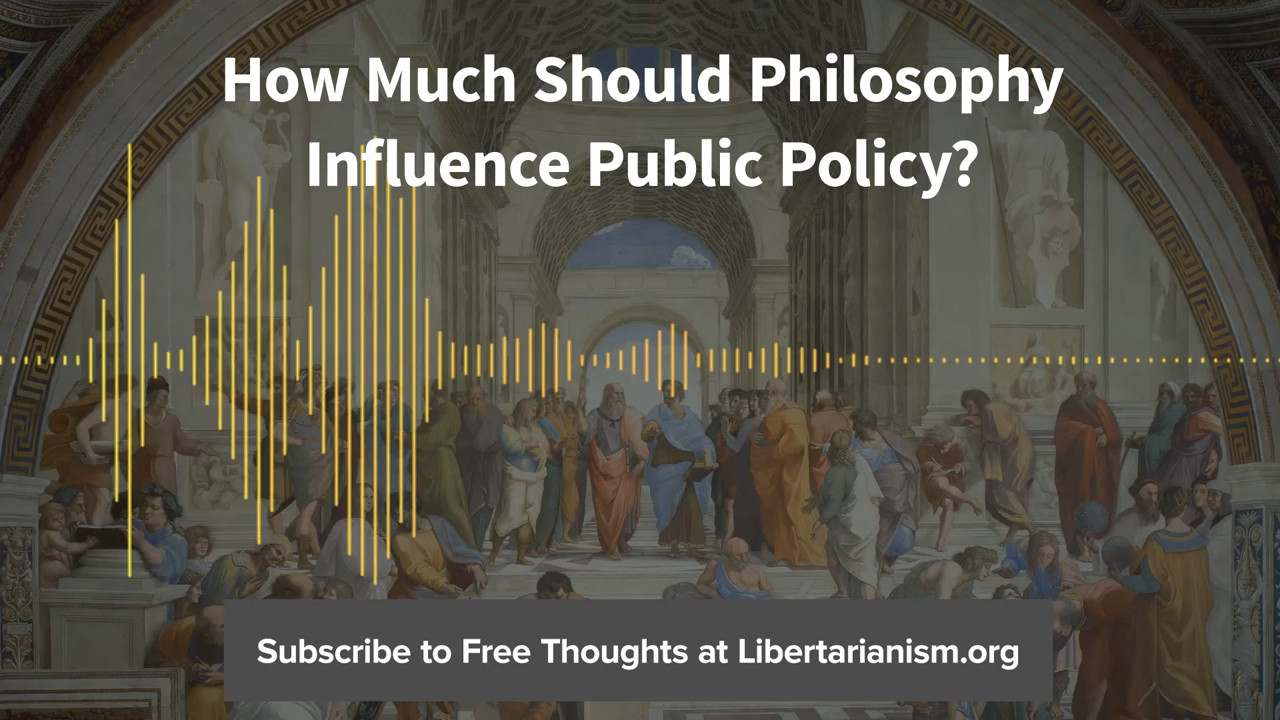 How Much Should Philosophy
Influence Public Policy?
Subscribe to Free Thoughts at Libertarianism.org